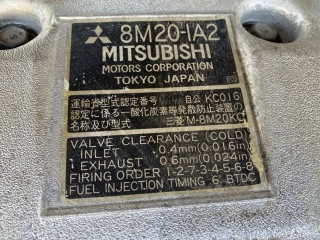 8M20-1A2
MITSUBISHI
MOTORS CORPORATION
TOKYO JAPAN
運輸省型式認定番号 自公 KC016
認定に係る一酸化炭素等発散防止装置の
名称及び型式 三菱 M-8M20KC
VALVE CLEARANCE (COLD)
INLET 0.4mm(0.016in)
EXHAUST 0.6mm(0.024in)
FIRING ORDER 1-2-7-3-4-5-6-8
FUEL INJECTION TIMING 6°BTDC